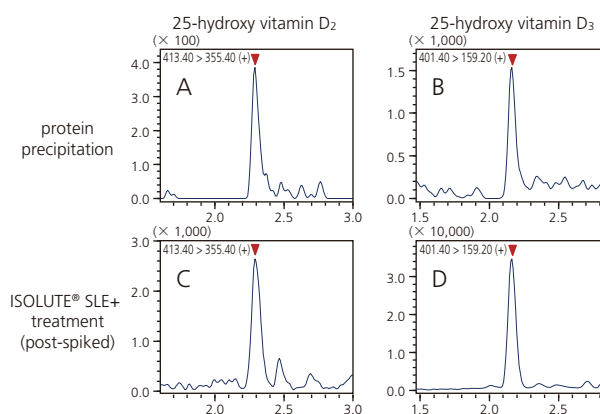 25-hydroxy vitamin D₂
25-hydroxy vitamin D₃
(× 100)
(× 1,000)
413.40 > 355.40 (+)
401.40 > 159.20 (+)
A
B
protein
precipitation
4.0
3.0
2.0
1.0
0.0
1.5
1.0
0.5
0.0
2.0 2.5 3.0
1.5 2.0 2.5
(× 1,000)
(× 10,000)
413.40 > 355.40 (+)
401.40 > 159.20 (+)
C
D
ISOLUTE® SLE+
treatment
(post-spiked)
3.0
2.0
1.0
0.0
3.0
2.0
1.0
0.0
2.0 2.5 3.0
1.5 2.0 2.5